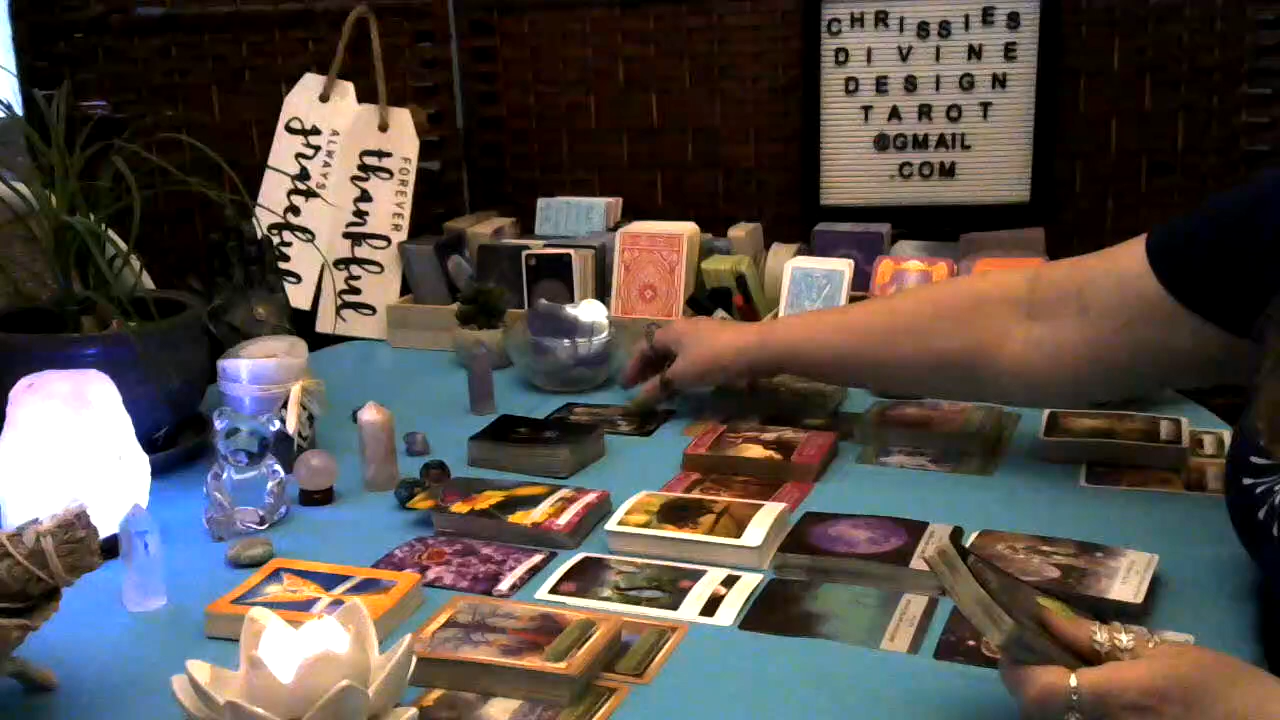 ALWAYS
grateful
FOREVER
thankful
CHRISSIES
DIVINE
DESIGN
TAROT
@GMAIL
.COM